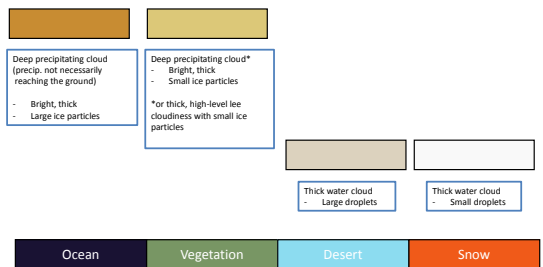 Deep precipitating cloud
(precip. not necessarily
reaching the ground)
- Bright, thick
- Large ice particles
Deep precipitating cloud*
- Bright, thick
- Small ice particles
*or thick, high-level lee
cloudiness with small ice
particles
Thick water cloud
- Large droplets
Thick water cloud
- Small droplets
Ocean
Vegetation
Desert
Snow